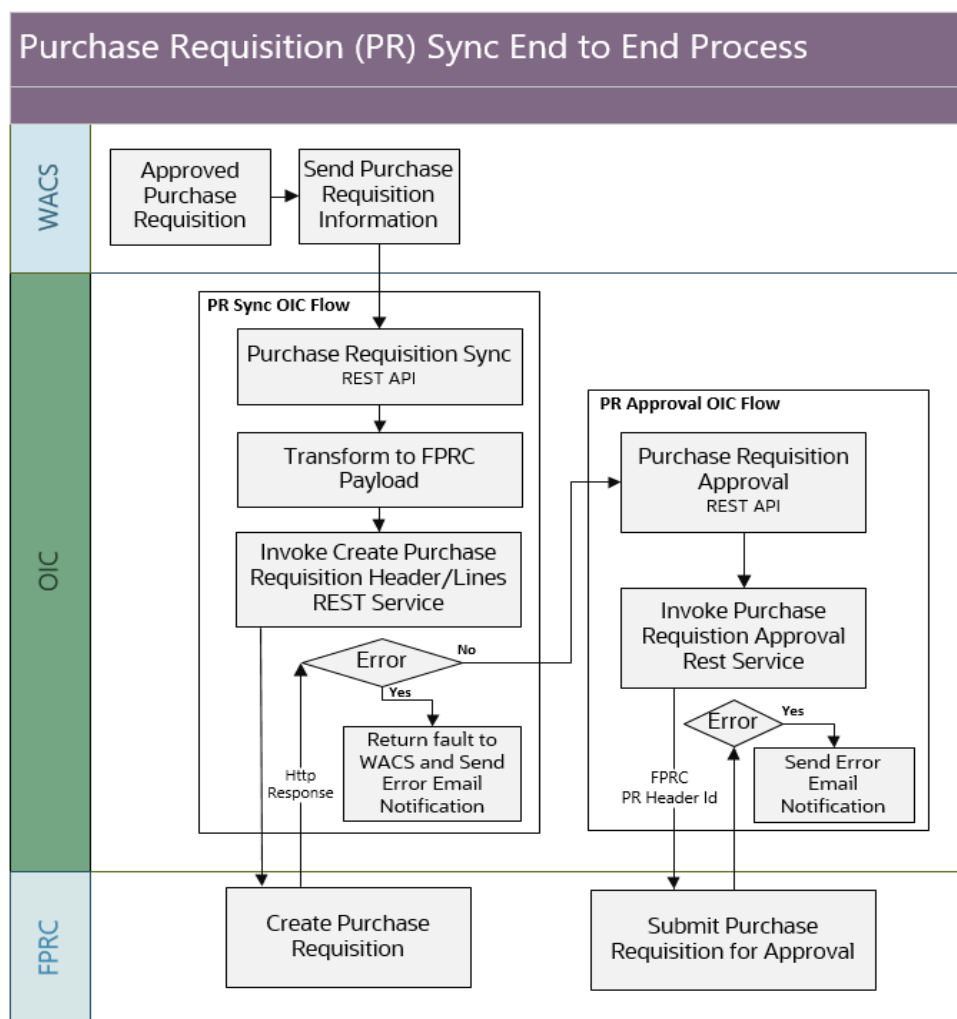 Purchase Requisition (PR) Sync End to End Process
WACS
Approved
Purchase
Requisition
Send Purchase
Requisition
Information
OIC
PR Sync OIC Flow
Purchase Requisition Sync
REST API
Transform to FPRC
Payload
Invoke Create Purchase
Requisition Header/Lines
REST Service
Error
No
Yes
Return fault to
WACS and Send
Error Email
Notification
Http
Response
PR Approval OIC Flow
Purchase Requisition
Approval
REST API
Invoke Purchase
Requistion Approval
Rest Service
Error
Yes
Send Error
Email
Notification
FPRC
PR Header Id
FPRC
Create Purchase
Requisition
Submit Purchase
Requisition for Approval